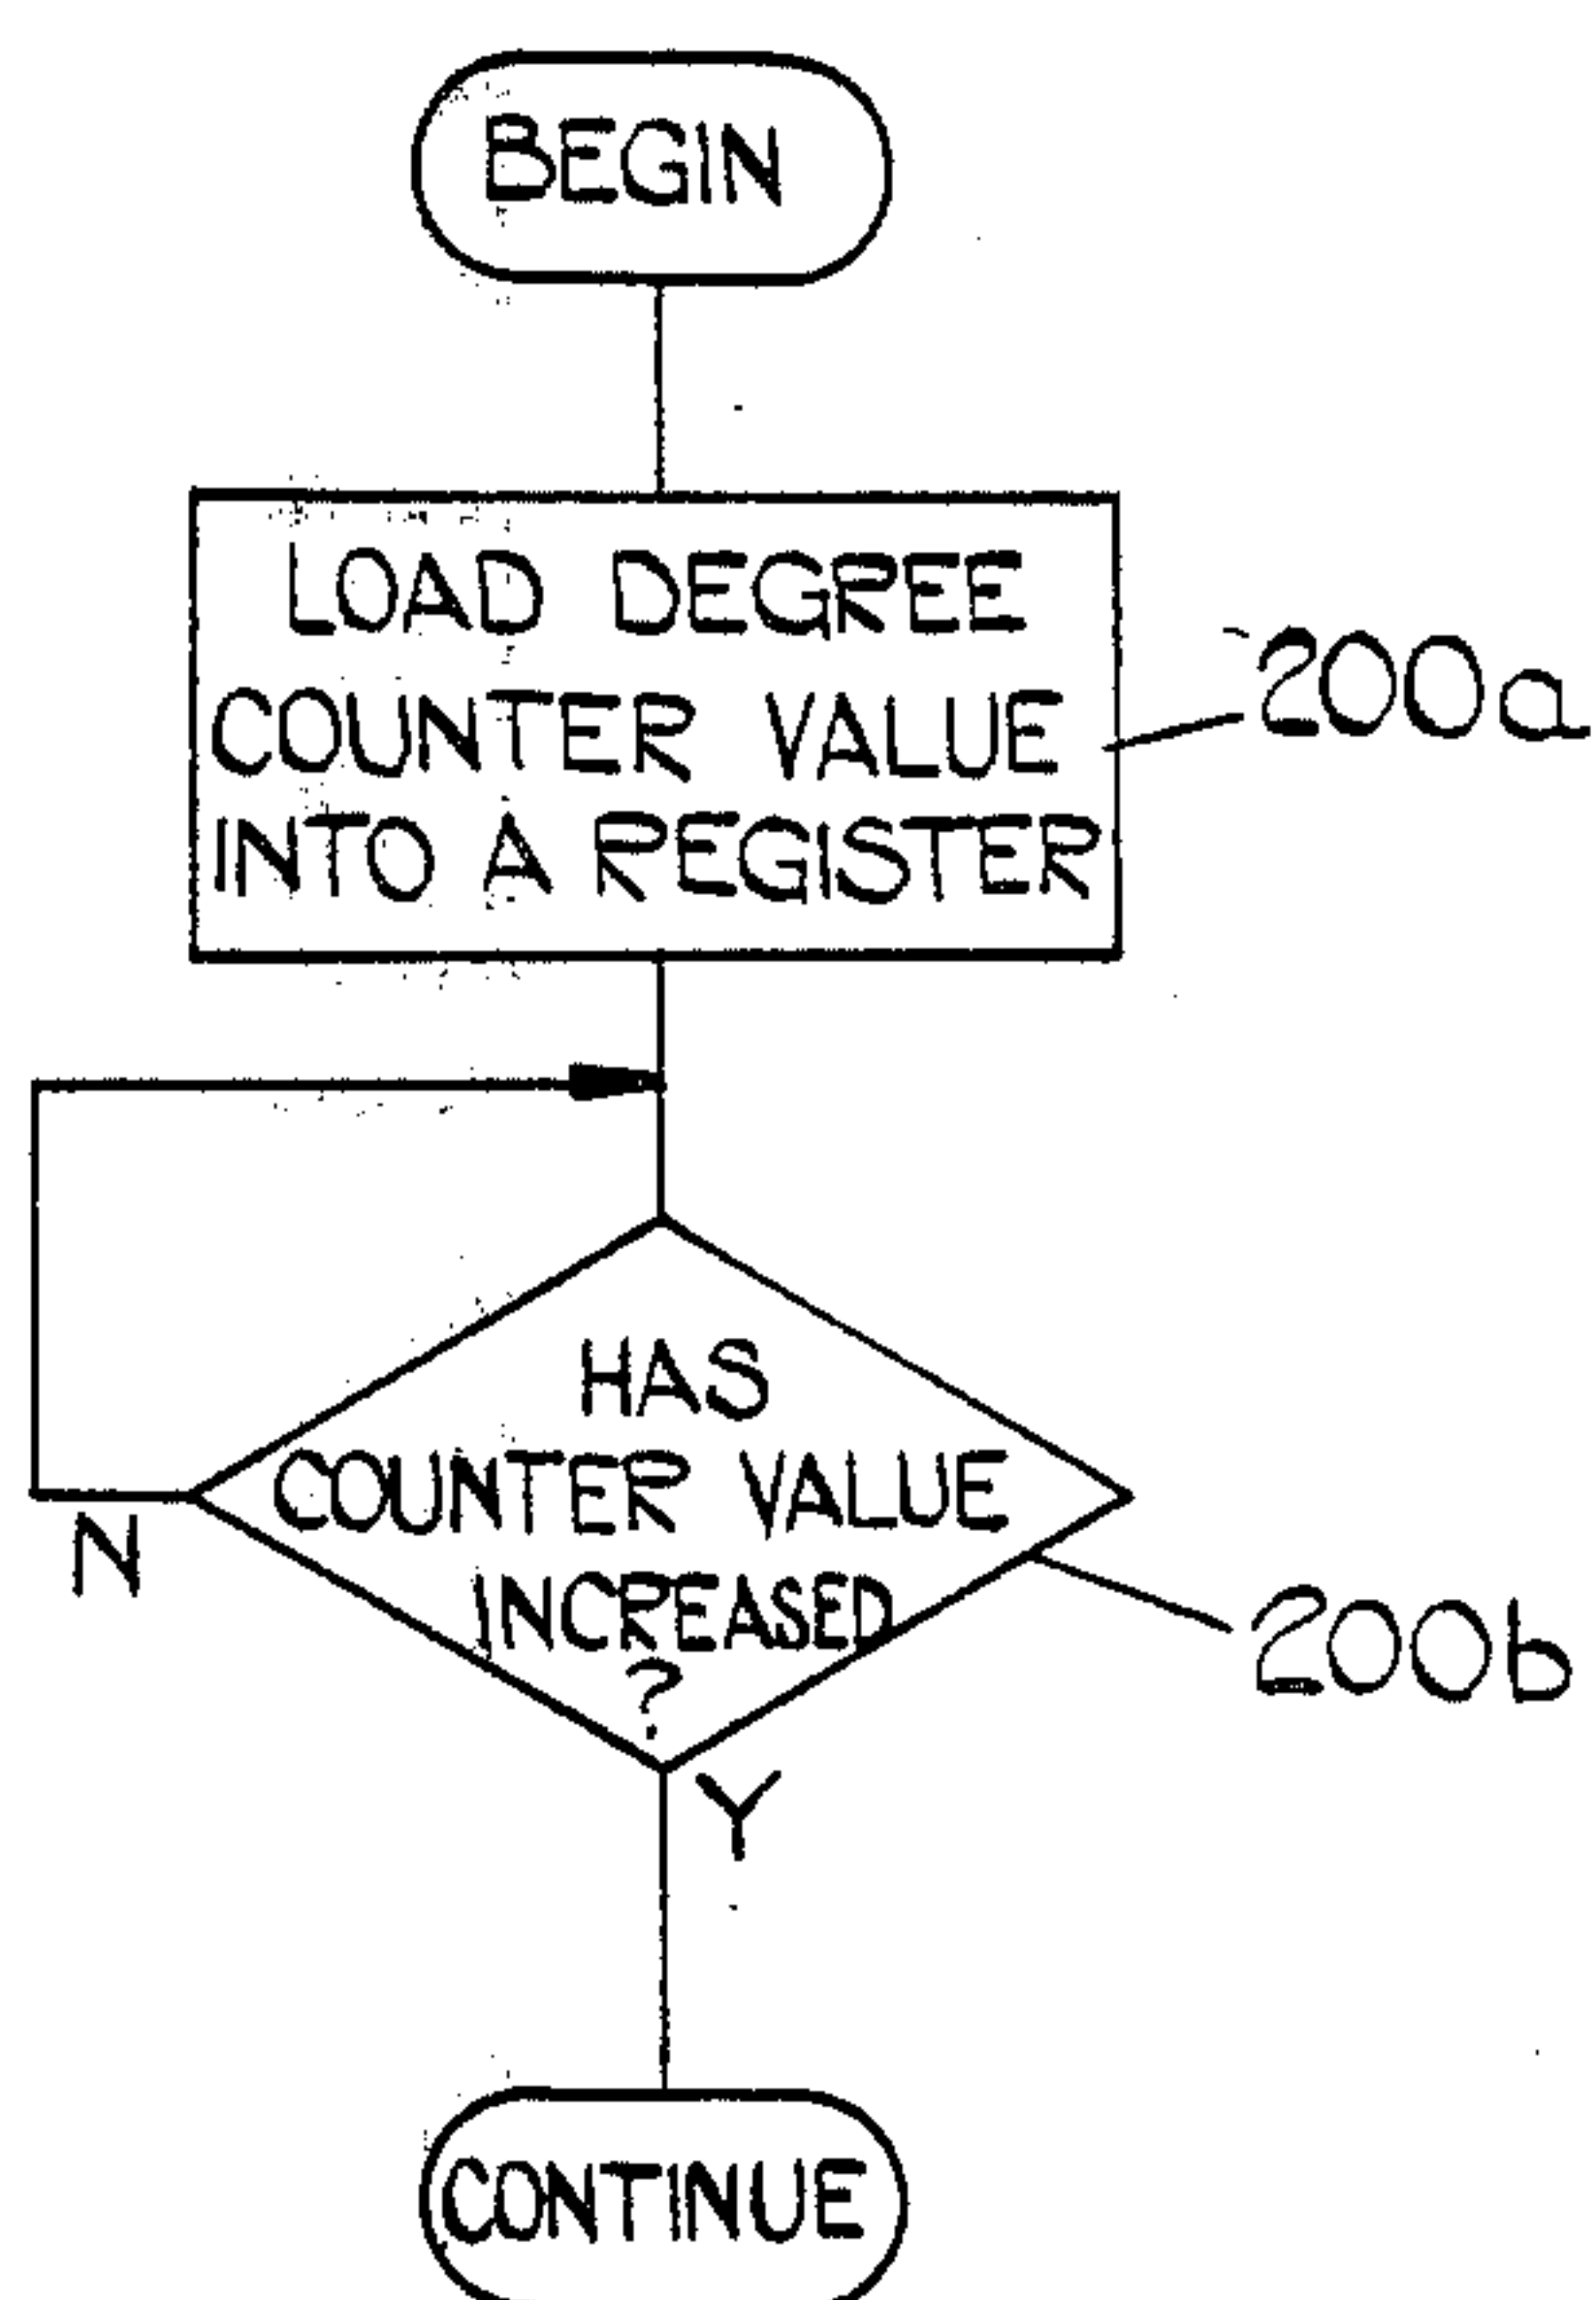 BEGIN
LOAD DEGREE
COUNTER VALUE
INTO A REGISTER
200a
HAS
COUNTER VALUE
INCREASED
?
N
200b
Y
CONTINUE